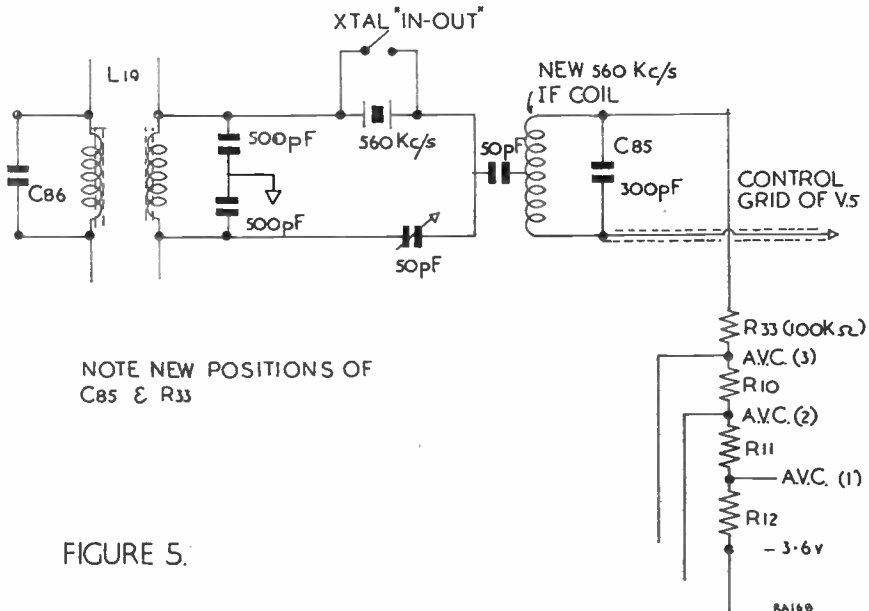 XTAL "IN-OUT"
L19
NEW 560 Kc/s
IF COIL
500pF
560 Kc/s
50pF
C85
C86
300pF
CONTROL
GRID OF V.5
500pF
50pF
R33 (100KΩ)
A.V.C. (3)
R10
A.V.C. (2)
R11
A.V.C. (1)
R12
- 3·6v
NOTE NEW POSITIONS OF
C85 & R33
FIGURE 5.
RA169